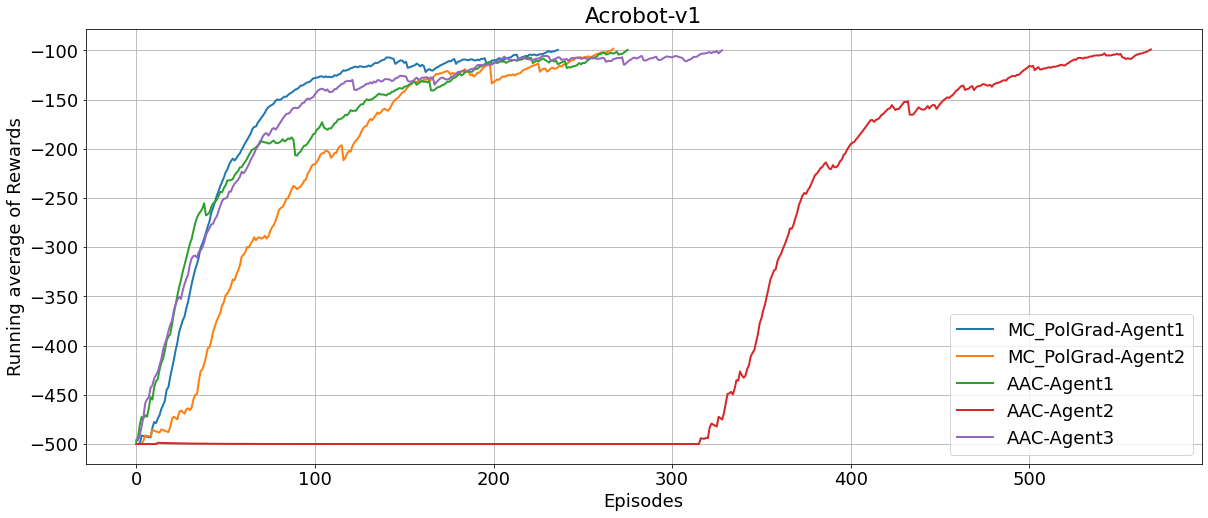 Acrobot-v1
Running average of Rewards
−100
−150
−200
−250
−300
−350
−400
−450
−500
0 100 200 300 400 500
Episodes
MC_PolGrad-Agent1
MC_PolGrad-Agent2
AAC-Agent1
AAC-Agent2
AAC-Agent3